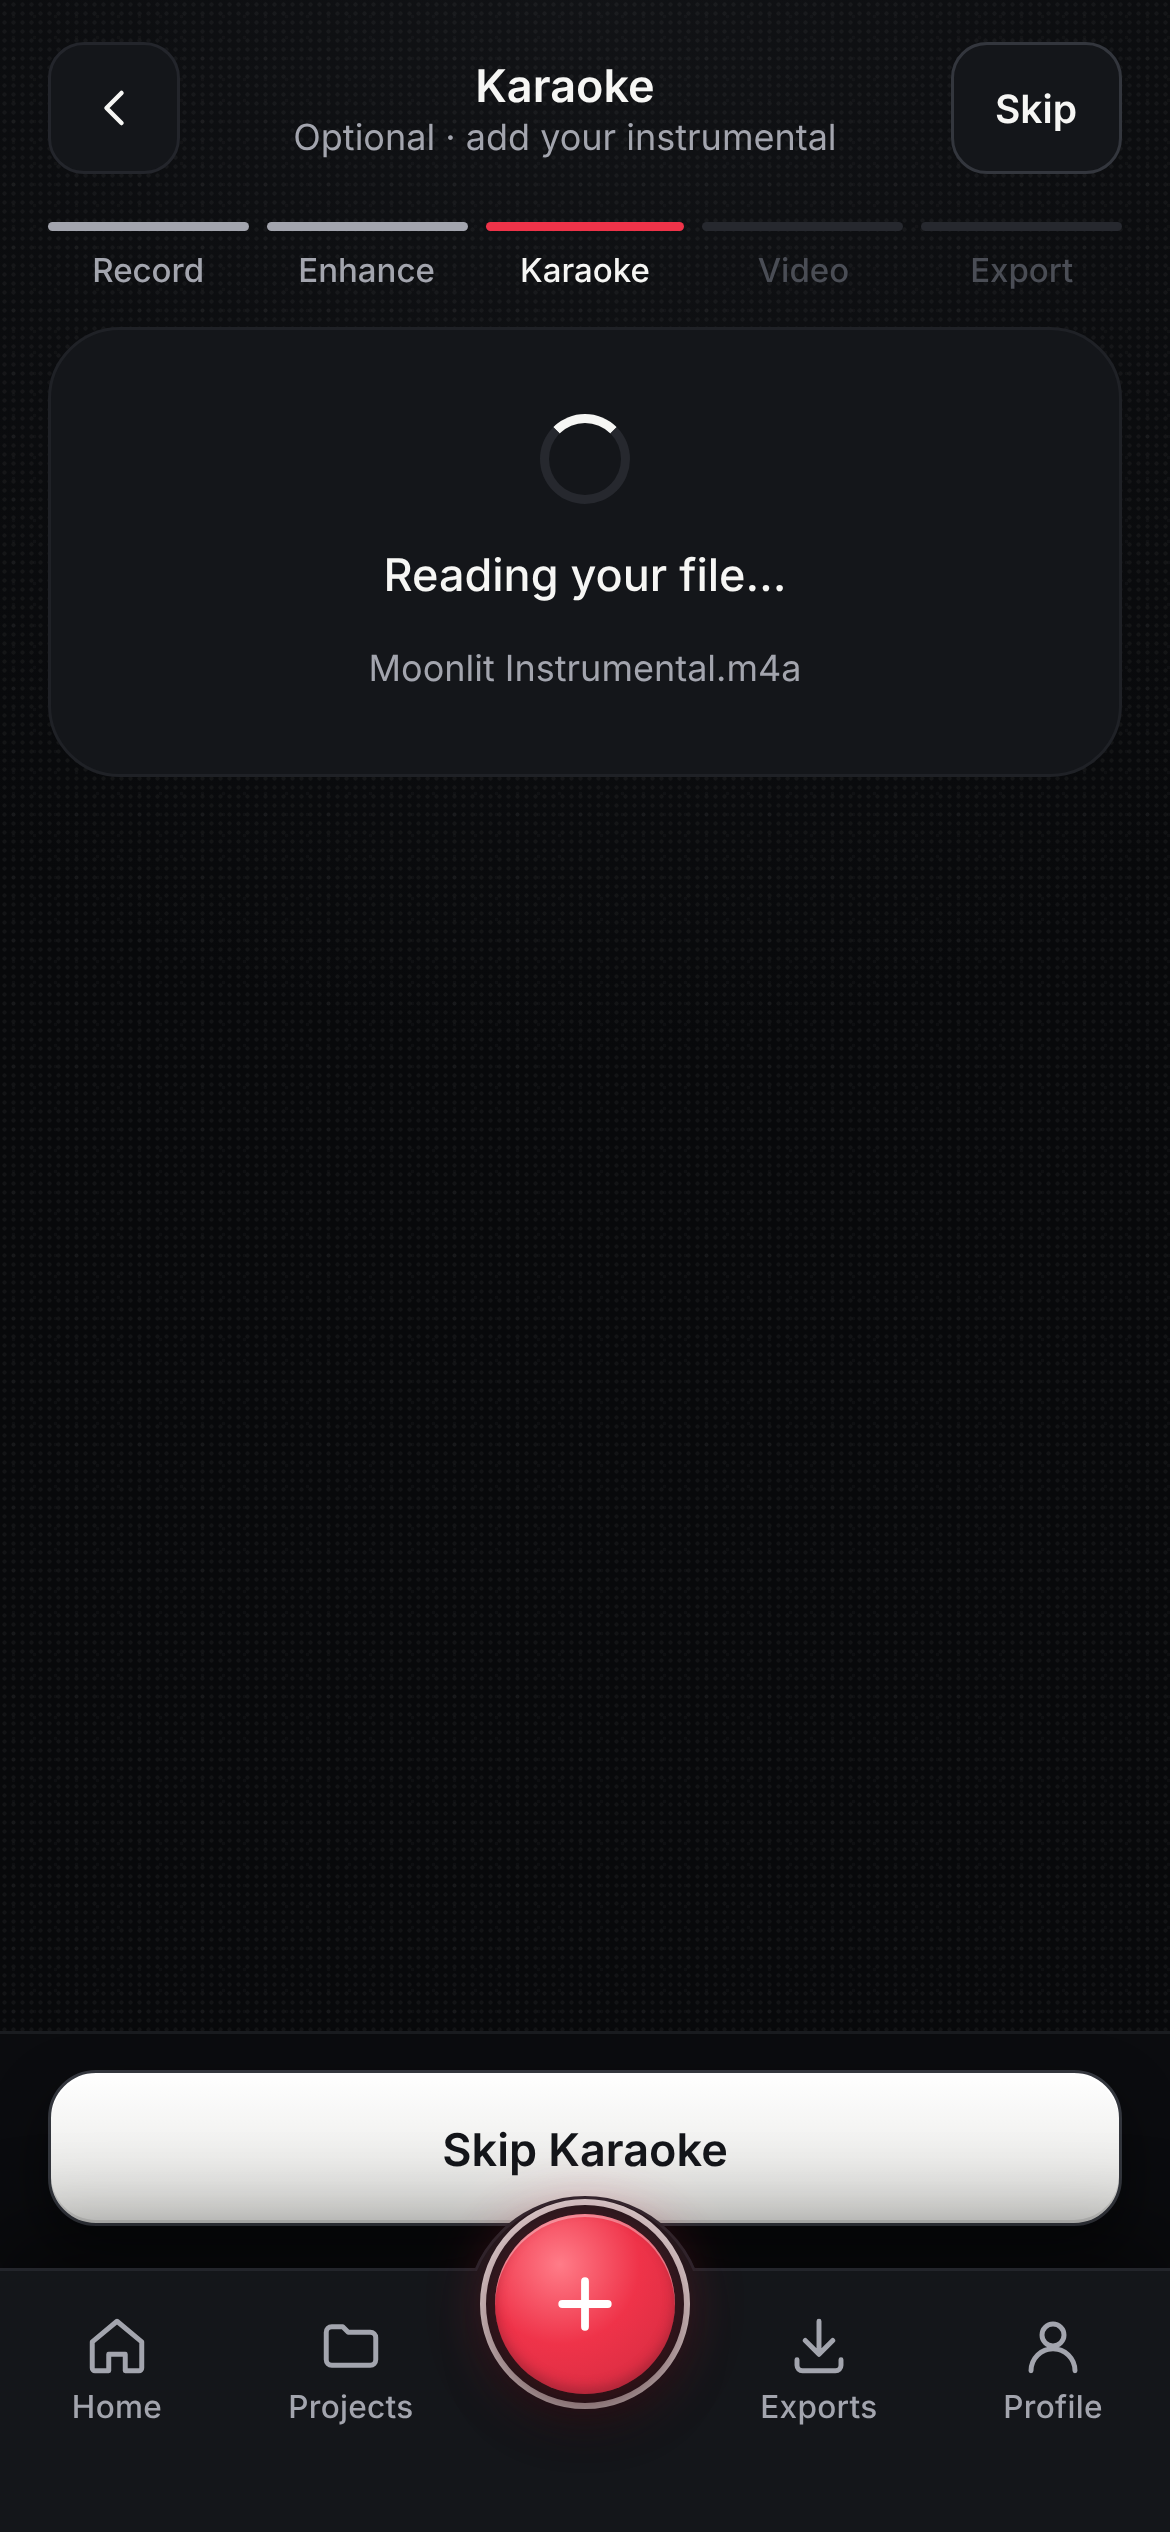 Karaoke
Optional · add your instrumental
Skip
Record
Enhance
Karaoke
Video
Export
Reading your file...
Moonlit Instrumental.m4a
Skip Karaoke
Home
Projects
Exports
Profile